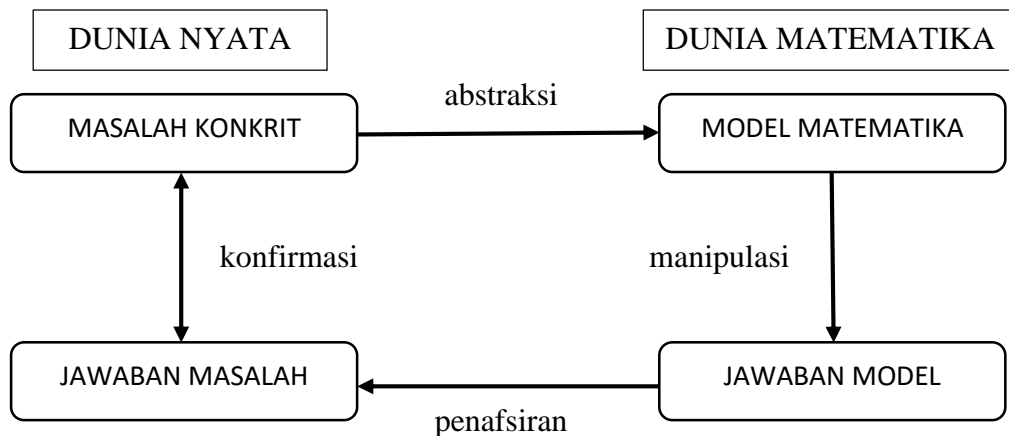 DUNIA NYATA
DUNIA MATEMATIKA
abstraksi
MASALAH KONKRIT
MODEL MATEMATIKA
konfirmasi
manipulasi
JAWABAN MASALAH
JAWABAN MODEL
penafsiran